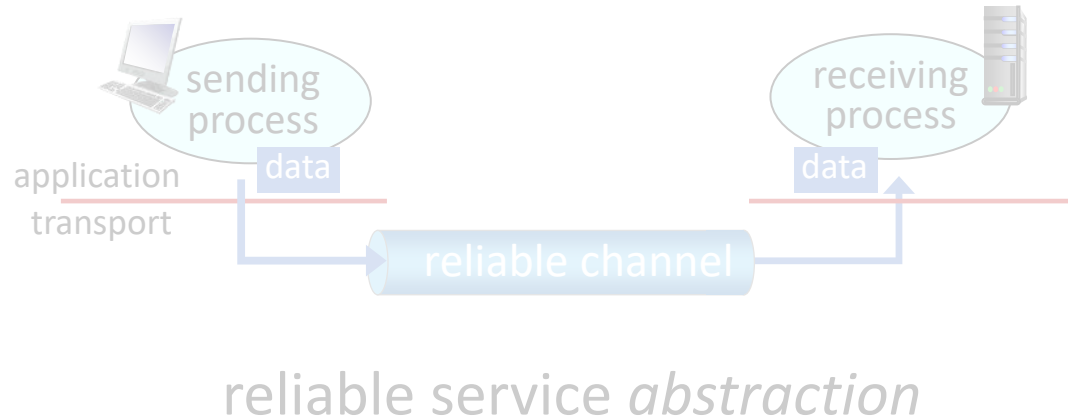 sending
process
receiving
process
data
data
application
transport
reliable channel
reliable service abstraction